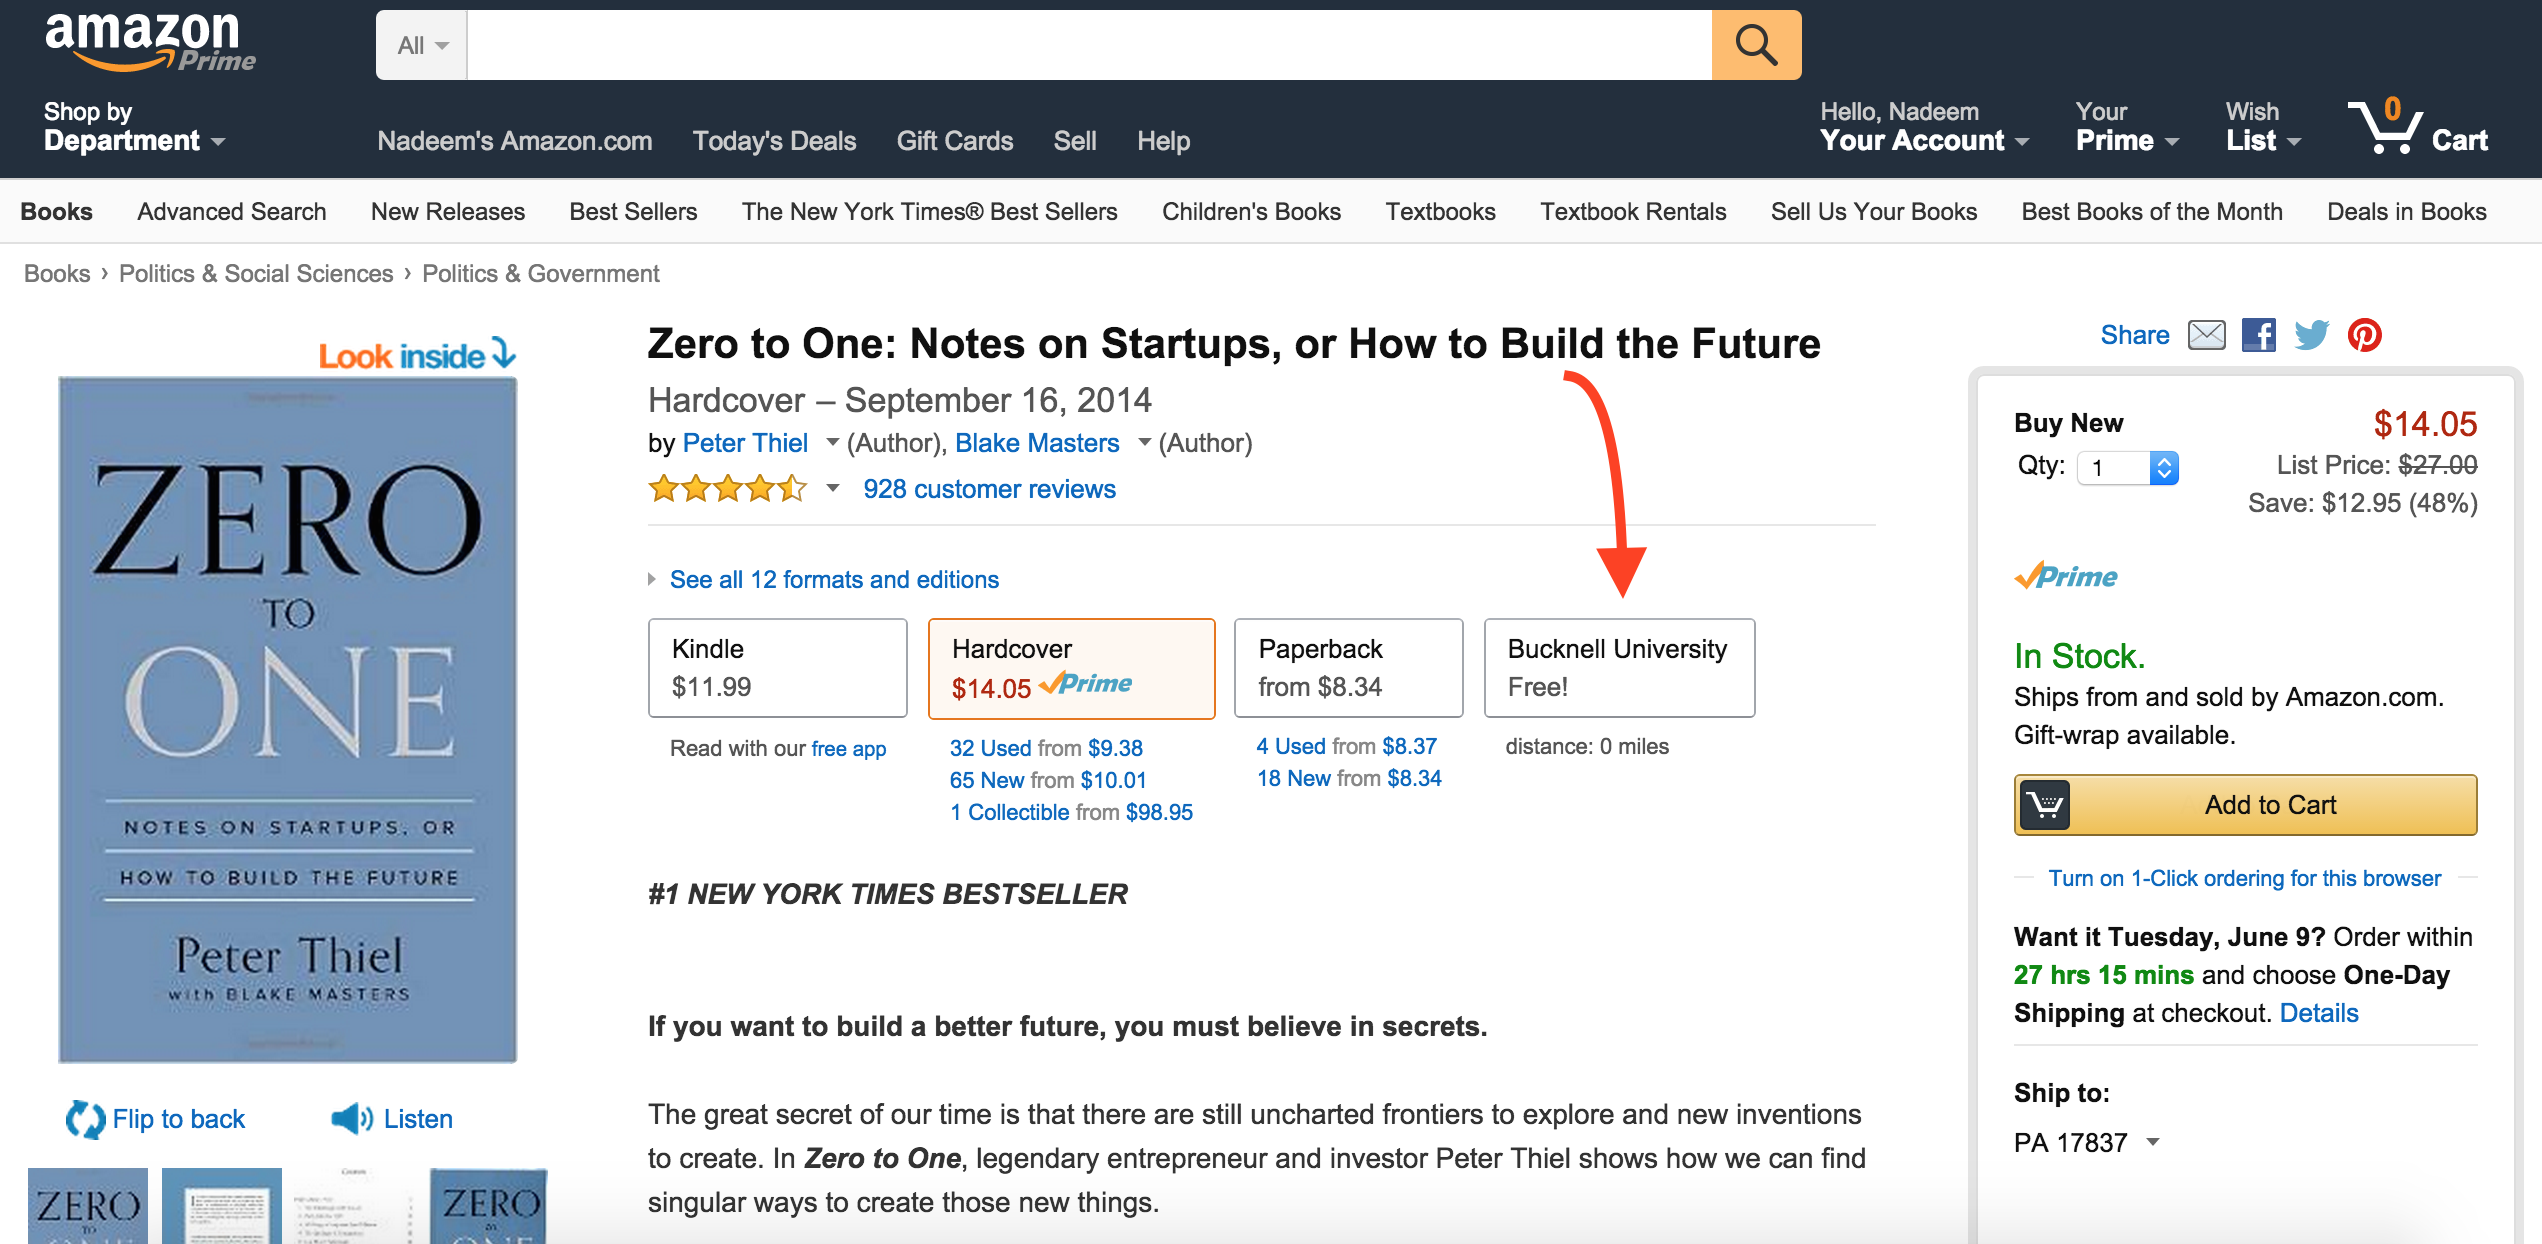 amazon
Prime
All
Shop by
Department
Nadeem's Amazon.com Today's Deals Gift Cards Sell Help
Hello, Nadeem
Your Account
Your
Prime
Wish
List
0
Cart
Books Advanced Search New Releases Best Sellers The New York Times® Best Sellers Children's Books Textbooks Textbook Rentals Sell Us Your Books Best Books of the Month Deals in Books
Books › Politics & Social Sciences › Politics & Government
Look inside
ZERO
TO
ONE
NOTES ON STARTUPS, OR
HOW TO BUILD THE FUTURE
Peter Thiel
with BLAKE MASTERS
Flip to back
Listen
ZERO
TO
ONE
ZERO
ONE
Zero to One: Notes on Startups, or How to Build the Future
Hardcover – September 16, 2014
by Peter Thiel (Author), Blake Masters (Author)
928 customer reviews
See all 12 formats and editions
Kindle
$11.99
Read with our free app
Hardcover
$14.05 Prime
32 Used from $9.38
65 New from $10.01
1 Collectible from $98.95
Paperback
from $8.34
4 Used from $8.37
18 New from $8.34
Bucknell University
Free!
distance: 0 miles
#1 NEW YORK TIMES BESTSELLER
If you want to build a better future, you must believe in secrets.
The great secret of our time is that there are still uncharted frontiers to explore and new inventions
to create. In Zero to One, legendary entrepreneur and investor Peter Thiel shows how we can find
singular ways to create those new things.
Share
Buy New
$14.05
Qty: 1
List Price: $27.00
Save: $12.95 (48%)
Prime
In Stock.
Ships from and sold by Amazon.com.
Gift-wrap available.
Add to Cart
Turn on 1-Click ordering for this browser
Want it Tuesday, June 9? Order within
27 hrs 15 mins and choose One-Day
Shipping at checkout. Details
Ship to:
PA 17837